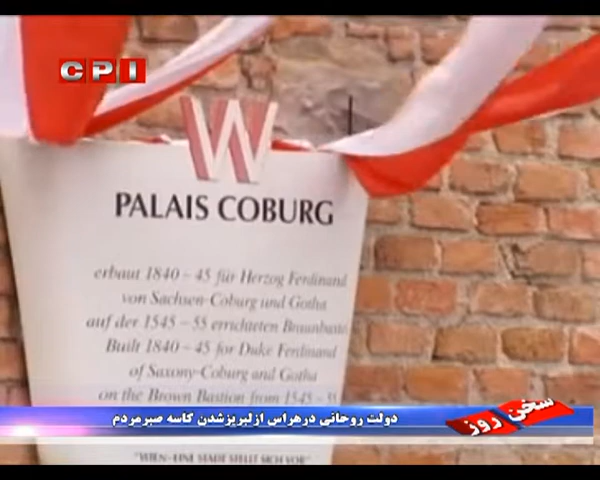 CPI
W
PALAIS COBURG
erbaut 1840 - 45 für Herzog Ferdinand
von Sachsen-Coburg und Gotha
auf der 1545 - 55 errichteten Braunbastei
Built 1840 - 45 for Duke Ferdinand
of Saxony-Coburg and Gotha
on the Brown Bastion from 1545 - 55
دولت روحانی درهراس ازلبریزشدن کاسه صبرمردم
سخن روز
"WIEN - EINE STADT STELLT SICH VOR"